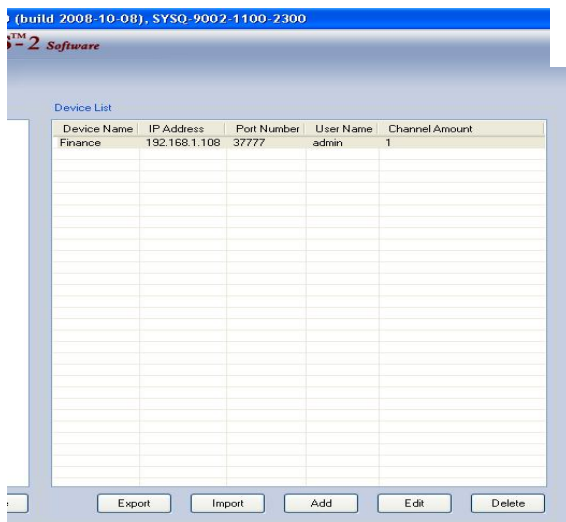 (build 2008-10-08), SYSQ-9002-1100-2300
S™-2 Software
Device List
Device Name IP Address Port Number User Name Channel Amount
Finance 192.168.1.108 37777 admin 1
Export Import Add Edit Delete